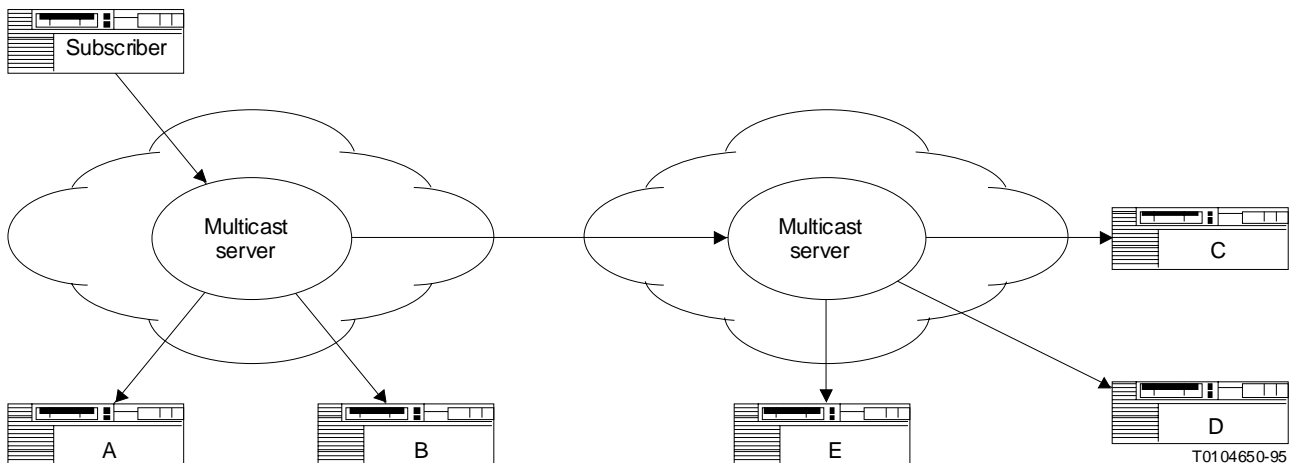 Subscriber
Multicast
server
Multicast
server
C
A
B
E
D
T0104650-95